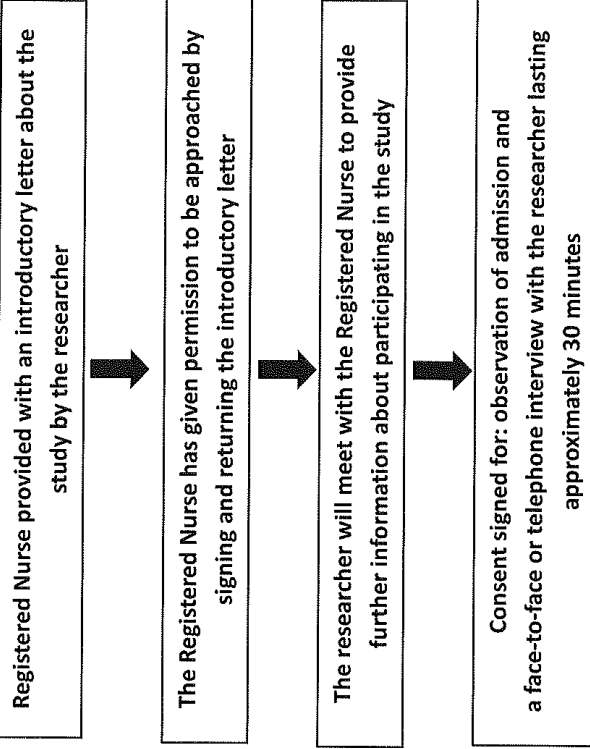 Registered Nurse provided with an introductory letter about the
study by the researcher
The Registered Nurse has given permission to be approached by
signing and returning the introductory letter
The researcher will meet with the Registered Nurse to provide
further information about participating in the study
Consent signed for: observation of admission and
a face-to-face or telephone interview with the researcher lasting
approximately 30 minutes